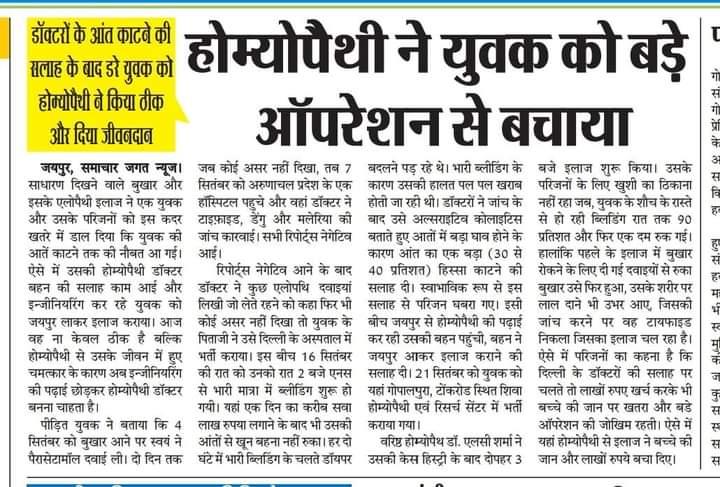 डॉक्टरों के आंत काटने की
सलाह के बाद डरे युवक को
होम्योपैथी ने किया ठीक
और दिया जीवनदान
होम्योपैथी ने युवक को बड़े
ऑपरेशन से बचाया
जयपुर, समाचार जगत न्यूज।
साधारण दिखने वाले बुखार और
इसके एलोपैथी इलाज ने एक युवक
और उसके परिजनों को इस कदर
खतरे में डाल दिया कि युवक की
आतें काटने तक की नौबत आ गई।
ऐसे में उसकी होम्योपैथी डॉक्टर
बहन की सलाह काम आई और
इन्जीनियरिंग कर रहे युवक को
जयपुर लाकर इलाज कराया। आज
वह ना केवल ठीक है बल्कि
होम्योपैथी से उसके जीवन में हुए
चमत्कार के कारण अब इन्जीनियरिंग
की पढ़ाई छोड़कर होम्योपैथी डॉक्टर
बनना चाहता है।
पीड़ित युवक ने बताया कि 4
सितंबर को बुखार आने पर स्वयं ने
पैरासेटामॉल दवाई ली। दो दिन तक
जब कोई असर नहीं दिखा, तब 7
सितंबर को अरुणाचल प्रदेश के एक
हॉस्पिटल पहुचे और वहां डॉक्टर ने
टाइफाइड, डेंगु और मलेरिया की
जांच कारवाई। सभी रिपोर्ट्स नेगेटिव
आई।
रिपोर्ट्स नेगेटिव आने के बाद
डॉक्टर ने कुछ एलोपथि दवाइयां
लिखी जो लेते रहने को कहा फिर भी
कोई असर नहीं दिखा तो युवक के
पिताजी ने उसे दिल्ली के अस्पताल में
भर्ती कराया। इस बीच 16 सितंबर
की रात को उनको रात 2 बजे एनस
से भारी मात्रा में ब्लीडिंग शुरू हो
गयी। यहां एक दिन का करीब सवा
लाख रुपया लगाने के बाद भी उसकी
आंतों से खून बहना नहीं रुका। हर दो
घंटे में भारी ब्लिडिंग के चलते डॉयपर
बदलने पड़ रहे थे। भारी ब्लीडिंग के
कारण उसकी हालत पल पल खराब
होती जा रही थी। डॉक्टरों ने जांच के
बाद उसे अल्सराइटिव कोलाइटिस
बताते हुए आतों में बड़ा घाव होने के
कारण आंत का एक बड़ा (30 से
40 प्रतिशत) हिस्सा काटने की
सलाह दी। स्वाभाविक रूप से इस
सलाह से परिजन घबरा गए। इसी
बीच जयपुर से होम्योपैथी की पढ़ाई
कर रही उसकी बहन पहुंची, बहन ने
जयपुर आकर इलाज कराने की
सलाह दी। 21 सितंबर को युवक को
यहां गोपालपुरा, टोंकरोड स्थित शिवा
होम्योपैथी एवं रिसर्च सेंटर में भर्ती
कराया गया।
वरिष्ठ होम्योपैथ डॉ. एलसी शर्मा ने
उसकी केस हिस्ट्री के बाद दोपहर 3
बजे इलाज शुरू किया। उसके
परिजनों के लिए खुशी का ठिकाना
नहीं रहा जब, युवक के शौच के रास्ते
से हो रही ब्लिडिंग रात तक 90
प्रतिशत और फिर एक दम रुक गई।
हालांकि पहले के इलाज में बुखार
रोकने के लिए दी गई दवाइयों से रुका
बुखार उसे फिर हुआ, उसके शरीर पर
लाल दाने भी उभर आए, जिसकी
जांच करने पर वह टायफाइड
निकला जिसका इलाज चल रहा है।
ऐसे में परिजनों का कहना है कि
दिल्ली के डॉक्टरों की सलाह पर
चलते तो लाखों रुपए खर्च करके भी
बच्चे की जान पर खतरा और बडे
ऑपरेशन की जोखिम रहती। ऐसे में
यहां होम्योपैथी से इलाज ने बच्चे की
जान और लाखों रुपये बचा दिए।